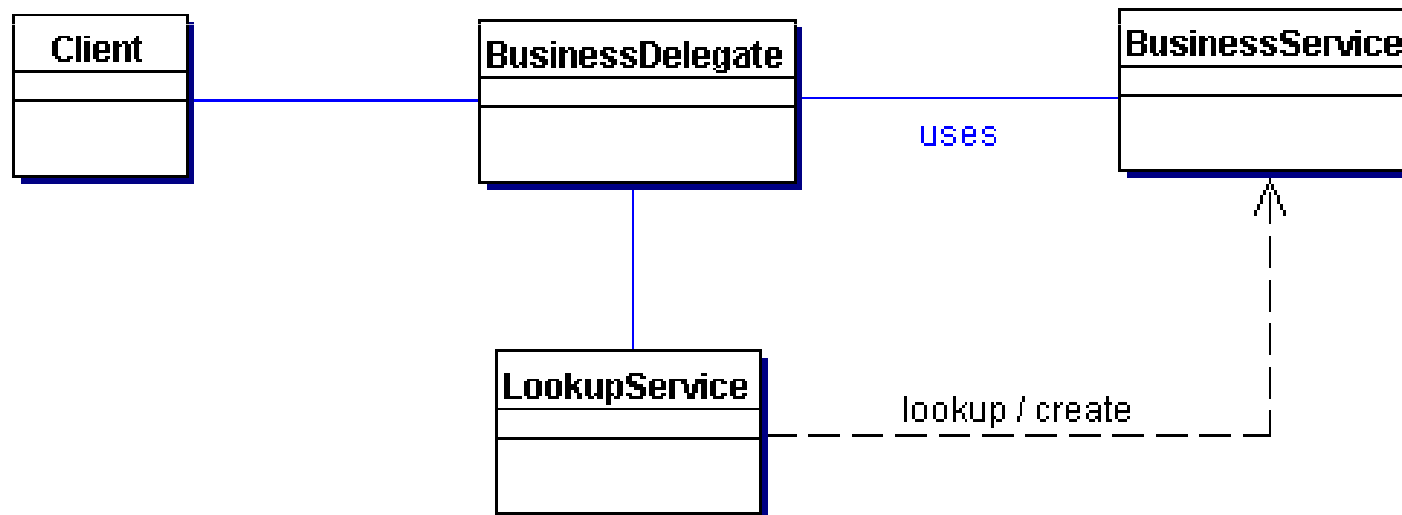 Client
BusinessDelegate
BusinessService
uses
LookupService
lookup / create